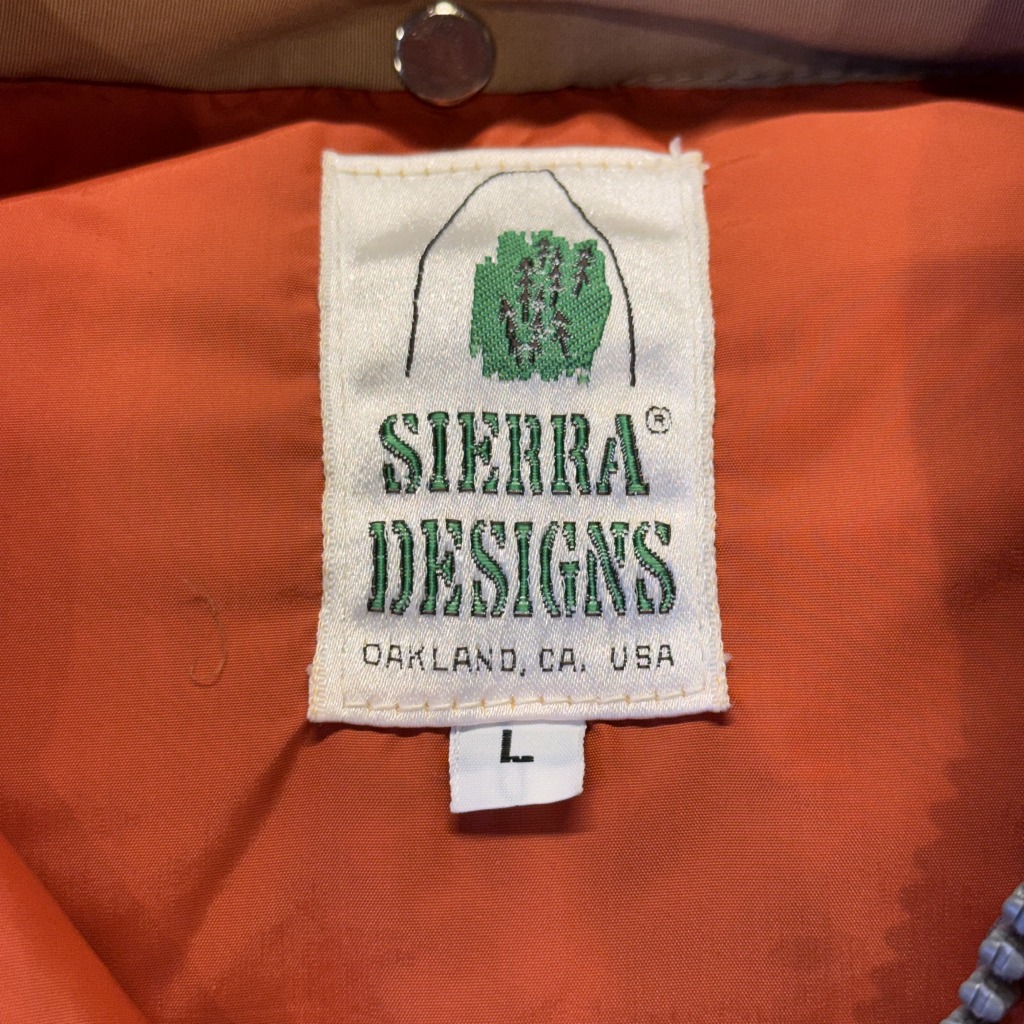 SIERRA®
DESIGNS
OAKLAND, CA. USA
L